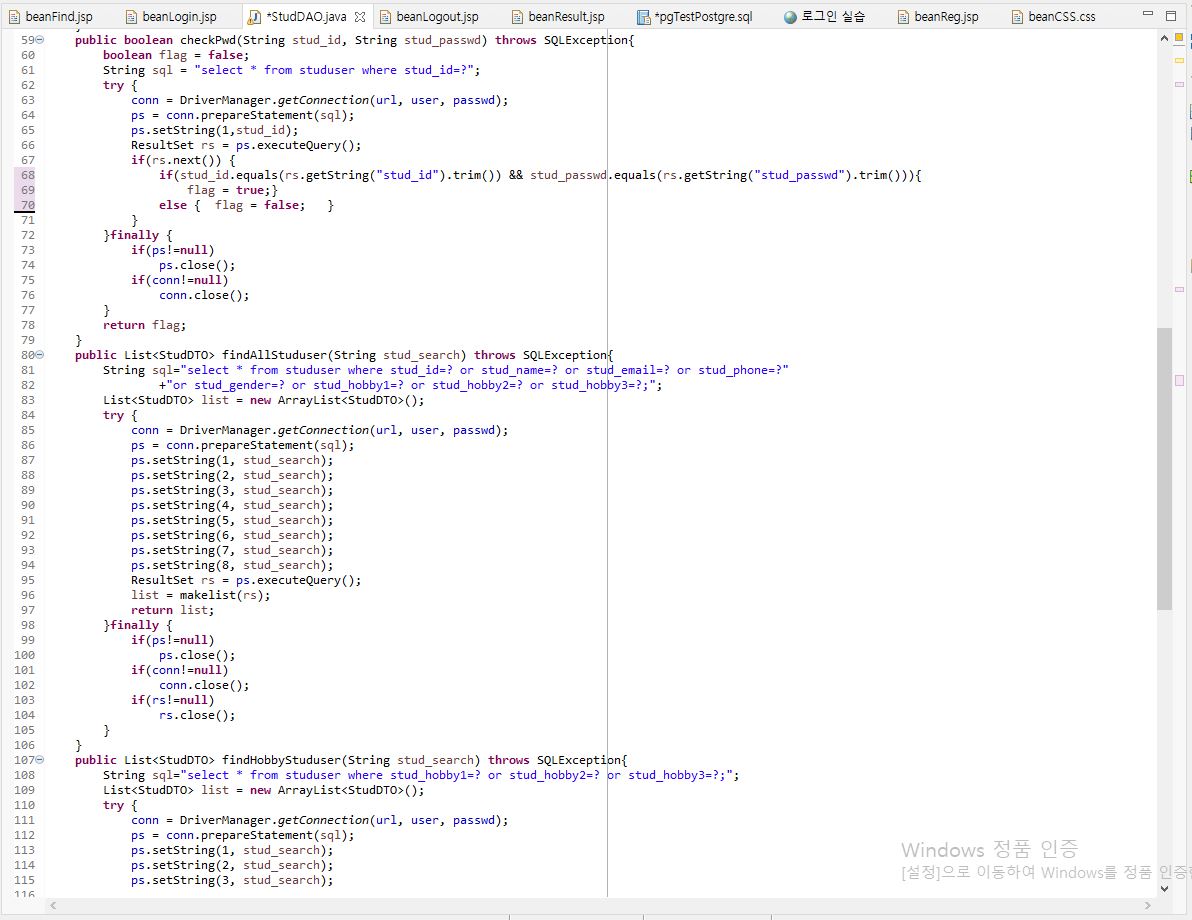 beanFind.jsp beanLogin.jsp *StudDAO.java beanLogout.jsp beanResult.jsp *pgTestPostgre.sql 로그인 실습 beanReg.jsp beanCSS.css
59 public boolean checkPwd(String stud_id, String stud_passwd) throws SQLException{
60 boolean flag = false;
61 String sql = "select * from studuser where stud_id=?";
62 try {
63 conn = DriverManager.getConnection(url, user, passwd);
64 ps = conn.prepareStatement(sql);
65 ps.setString(1,stud_id);
66 ResultSet rs = ps.executeQuery();
67 if(rs.next()) {
68 if(stud_id.equals(rs.getString("stud_id").trim()) && stud_passwd.equals(rs.getString("stud_passwd").trim())){
69 flag = true;}
70 else { flag = false; }
71 }
72 }finally {
73 if(ps!=null)
74 ps.close();
75 if(conn!=null)
76 conn.close();
77 }
78 return flag;
79 }
80 public List<StudDTO> findAllStuduser(String stud_search) throws SQLException{
81 String sql="select * from studuser where stud_id=? or stud_name=? or stud_email=? or stud_phone=?"
82 +"or stud_gender=? or stud_hobby1=? or stud_hobby2=? or stud_hobby3=?;";
83 List<StudDTO> list = new ArrayList<StudDTO>();
84 try {
85 conn = DriverManager.getConnection(url, user, passwd);
86 ps = conn.prepareStatement(sql);
87 ps.setString(1, stud_search);
88 ps.setString(2, stud_search);
89 ps.setString(3, stud_search);
90 ps.setString(4, stud_search);
91 ps.setString(5, stud_search);
92 ps.setString(6, stud_search);
93 ps.setString(7, stud_search);
94 ps.setString(8, stud_search);
95 ResultSet rs = ps.executeQuery();
96 list = makelist(rs);
97 return list;
98 }finally {
99 if(ps!=null)
100 ps.close();
101 if(conn!=null)
102 conn.close();
103 if(rs!=null)
104 rs.close();
105 }
106 }
107 public List<StudDTO> findHobbyStuduser(String stud_search) throws SQLException{
108 String sql="select * from studuser where stud_hobby1=? or stud_hobby2=? or stud_hobby3=?;";
109 List<StudDTO> list = new ArrayList<StudDTO>();
110 try {
111 conn = DriverManager.getConnection(url, user, passwd);
112 ps = conn.prepareStatement(sql);
113 ps.setString(1, stud_search);
114 ps.setString(2, stud_search);
115 ps.setString(3, stud_search);
116
Windows 정품 인증
[설정]으로 이동하여 Windows를 정품 인증